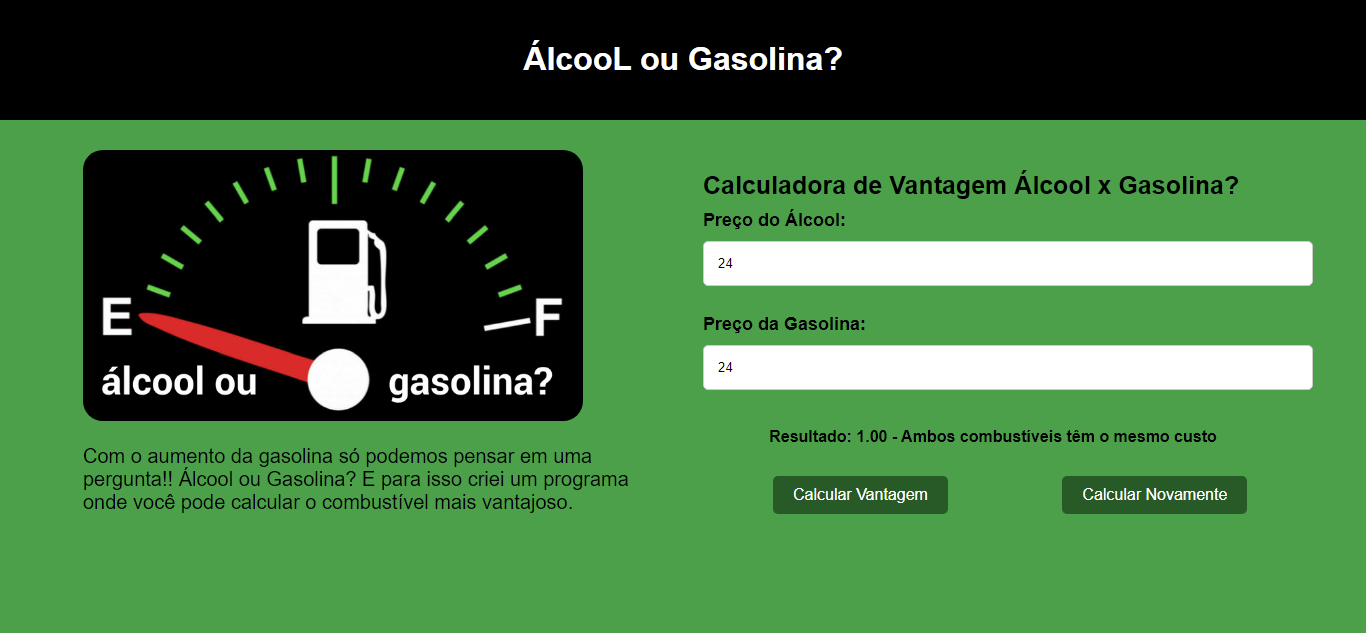 ÁlcooL ou Gasolina?
E
F
álcool ou gasolina?
Com o aumento da gasolina só podemos pensar em uma
pergunta!! Álcool ou Gasolina? E para isso criei um programa
onde você pode calcular o combustível mais vantajoso.
Calculadora de Vantagem Álcool x Gasolina?
Preço do Álcool:
24
Preço da Gasolina:
24
Resultado: 1.00 - Ambos combustíveis têm o mesmo custo
Calcular Vantagem
Calcular Novamente